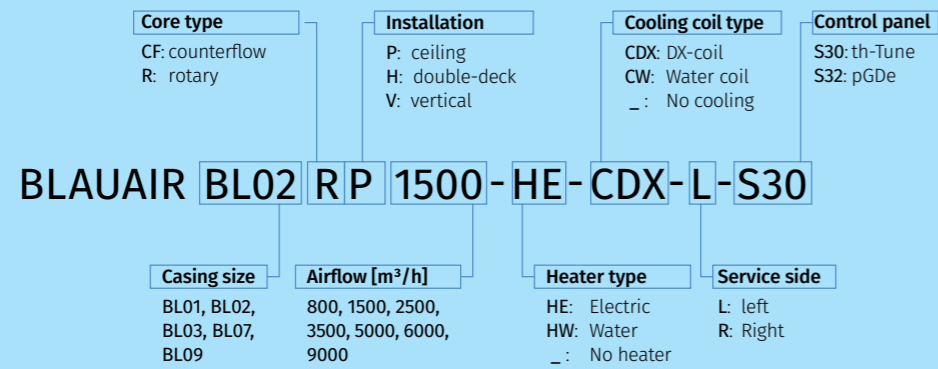 Core type
CF: counterflow
R: rotary
Installation
P: ceiling
H: double-deck
V: vertical
Cooling coil type
CDX: DX-coil
CW: Water coil
_ : No cooling
Control panel
S30: th-Tune
S32: pGDe
BLAUAIR BL02 R P 1500-HE-CDX-L-S30
Casing size
BL01, BL02,
BL03, BL07,
BL09
Airflow [m³/h]
800, 1500, 2500,
3500, 5000, 6000,
9000
Heater type
HE: Electric
HW: Water
_ : No heater
Service side
L: left
R: Right